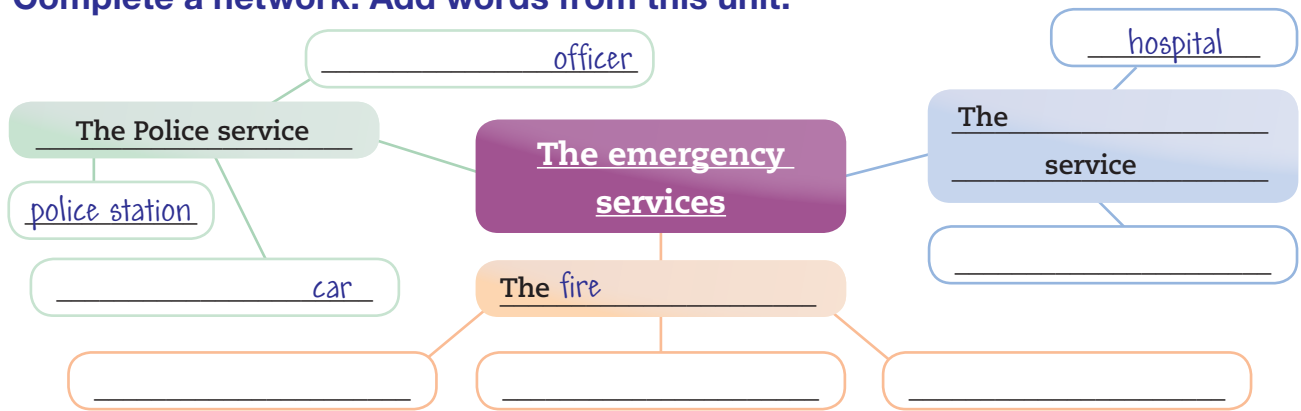 Complete a network. Add words from this unit.
officer
hospital
The Police service
The emergency
services
The
service
police station
car
The fire